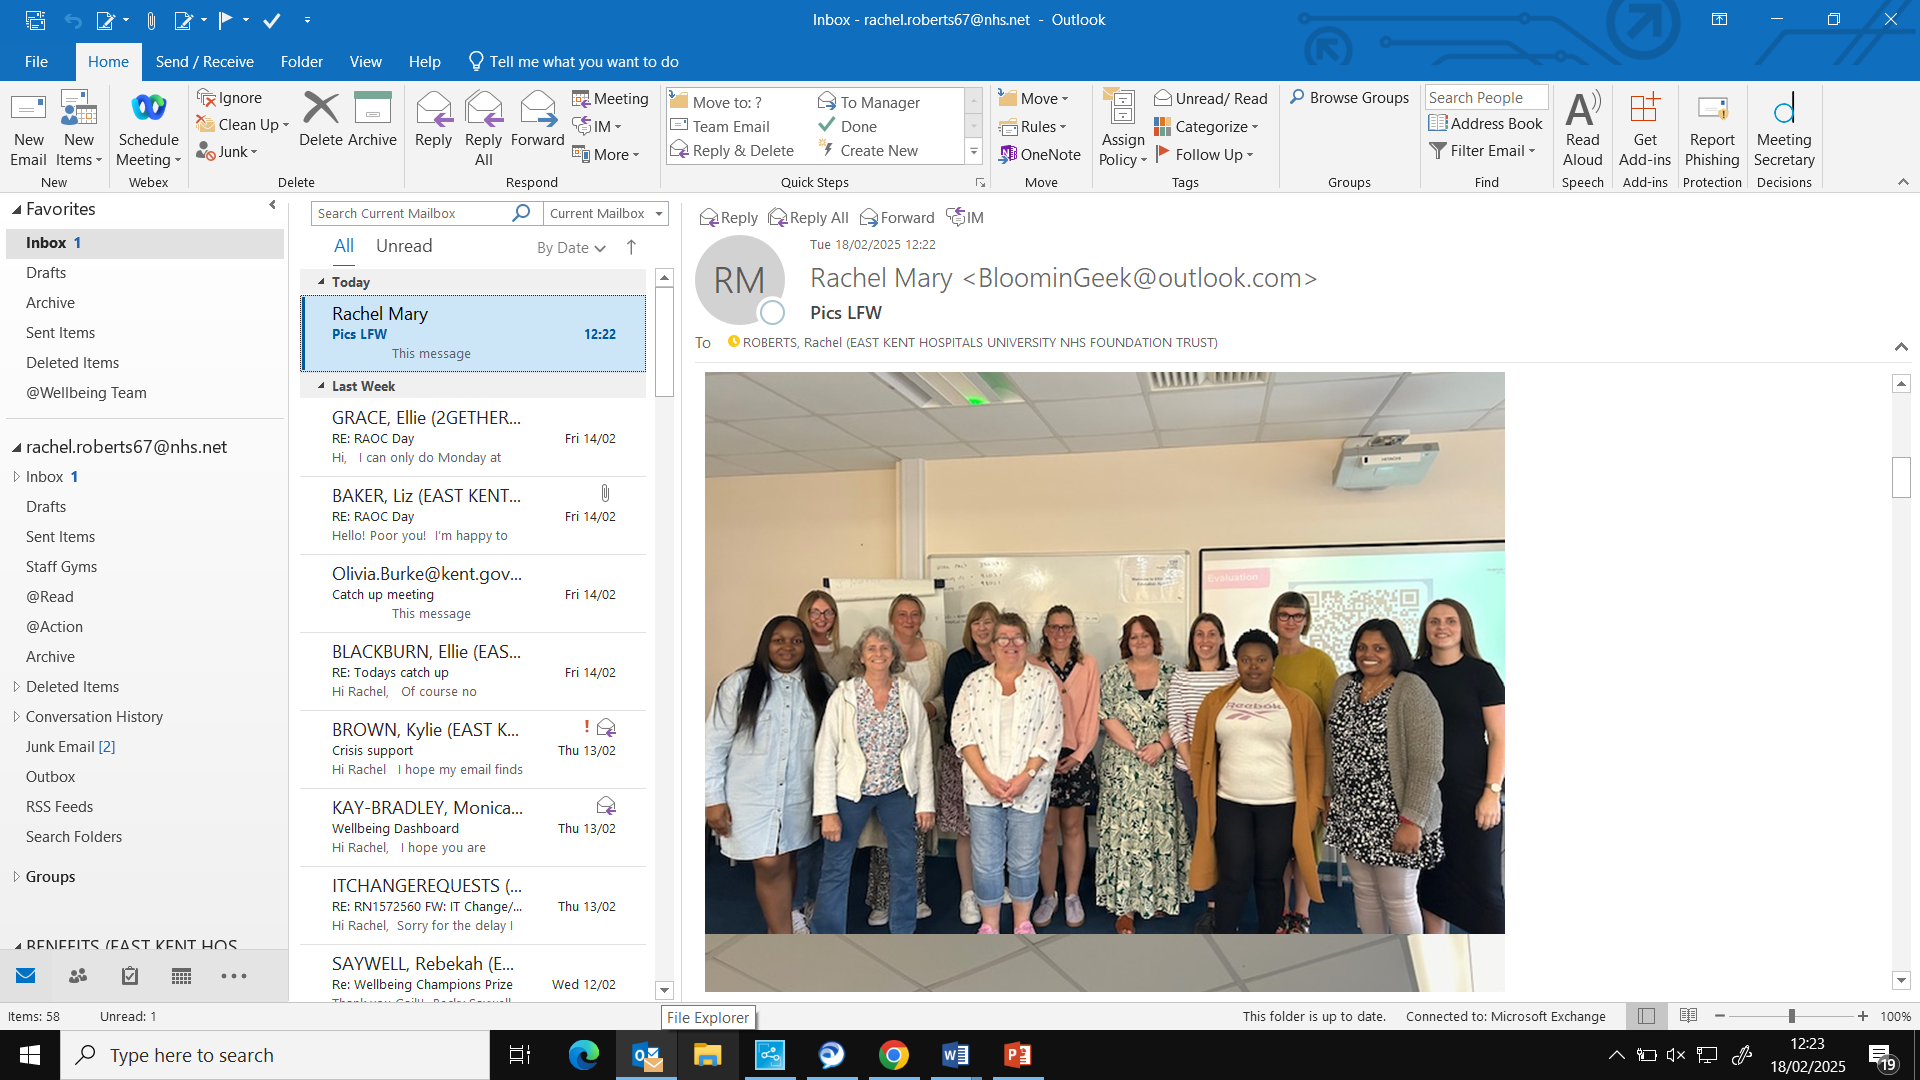 Inbox - rachel.roberts67@nhs.net - Outlook
File Home Send / Receive Folder View Help Tell me what you want to do
New Email
New Items
New
Schedule Meeting
Webex
Ignore
Clean Up
Junk
Delete
Archive
Delete
Reply
Reply All
Forward
Meeting
IM
More
Respond
Move to: ?
Team Email
Reply & Delete
To Manager
Done
Create New
Quick Steps
Move
Rules
OneNote
Move
Assign Policy
Unread/ Read
Categorize
Follow Up
Tags
Browse Groups
Groups
Search People
Address Book
Filter Email
Find
Read Aloud
Speech
Get Add-ins
Add-ins
Report Phishing
Protection
Meeting Secretary
Decisions
Favorites
Inbox 1
Drafts
Archive
Sent Items
Deleted Items
@Wellbeing Team
rachel.roberts67@nhs.net
Inbox 1
Drafts
Sent Items
Staff Gyms
@Read
@Action
Archive
Deleted Items
Conversation History
Junk Email [2]
Outbox
RSS Feeds
Search Folders
Groups
BENEFITS (EAST KENT HOS
Search Current Mailbox
Current Mailbox
All Unread
By Date
Today
Rachel Mary
Pics LFW 12:22
This message
Last Week
GRACE, Ellie (2GETHER...
RE: RAOC Day Fri 14/02
Hi, I can only do Monday at
BAKER, Liz (EAST KENT...
RE: RAOC Day Fri 14/02
Hello! Poor you! I'm happy to
Olivia.Burke@kent.gov...
Catch up meeting Fri 14/02
This message
BLACKBURN, Ellie (EAS...
RE: Todays catch up Fri 14/02
Hi Rachel, Of course no
BROWN, Kylie (EAST K... !
Crisis support Thu 13/02
Hi Rachel I hope my email finds
KAY-BRADLEY, Monica...
Wellbeing Dashboard Thu 13/02
Hi Rachel, I hope you are
ITCHANGEREQUESTS (...
RE: RN1572560 FW: IT Change/... Thu 13/02
Hi Rachel, Sorry for the delay I
SAYWELL, Rebekah (E...
Re: Wellbeing Champions Prize Wed 12/02
Reply Reply All Forward IM
Tue 18/02/2025 12:22
RM
Rachel Mary <BloominGeek@outlook.com>
Pics LFW
To ROBERTS, Rachel (EAST KENT HOSPITALS UNIVERSITY NHS FOUNDATION TRUST)
HITACHI
Evaluation
Reebok
Items: 58 Unread: 1
File Explorer
This folder is up to date. Connected to: Microsoft Exchange
100%
Type here to search
12:23
18/02/2025
19